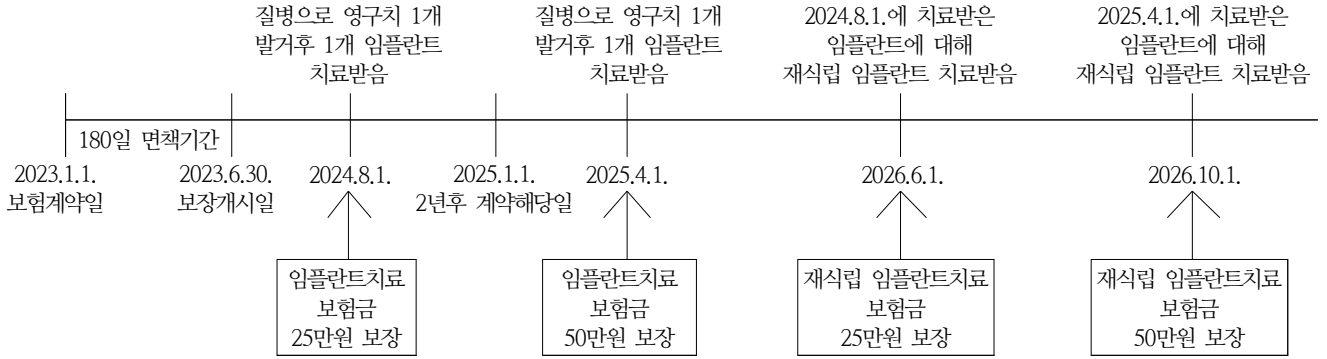 질병으로 영구치 1개
발거후 1개 임플란트
치료받음
질병으로 영구치 1개
발거후 1개 임플란트
치료받음
2024.8.1.에 치료받은
임플란트에 대해
재식립 임플란트 치료받음
2025.4.1.에 치료받은
임플란트에 대해
재식립 임플란트 치료받음
180일 면책기간
2023.1.1.
보험계약일
2023.6.30.
보장개시일
2024.8.1.
2025.1.1.
2년후 계약해당일
2025.4.1.
2026.6.1.
2026.10.1.
임플란트치료
보험금
25만원 보장
임플란트치료
보험금
50만원 보장
재식립 임플란트치료
보험금
25만원 보장
재식립 임플란트치료
보험금
50만원 보장